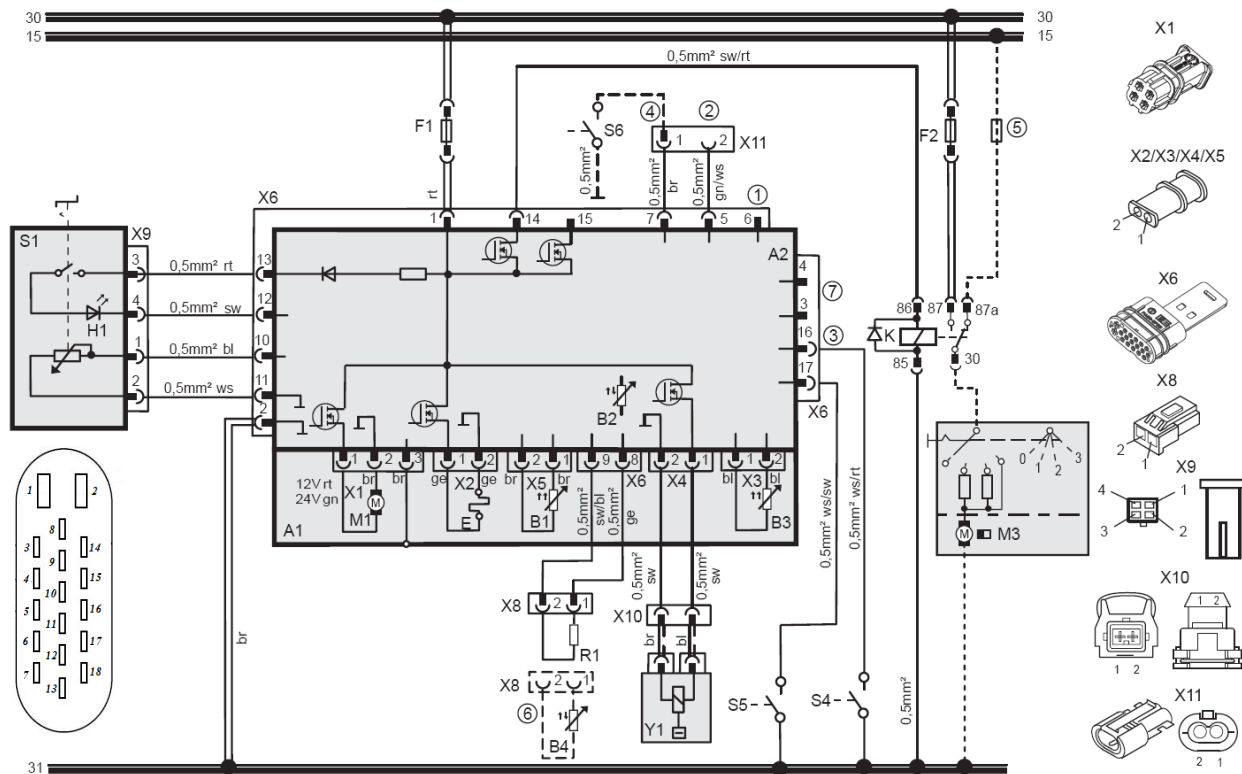 30
30
15
15
0,5mm² sw/rt
X1
F1
S6
4
2
1
2
X11
F2
5
0,5mm²
0,5mm²
br
0,5mm²
gn/ws
rt
X2/X3/X4/X5
2
1
X6
1
14
15
7
5
6
1
S1
X9
3
0,5mm² rt
13
A2
4
7
4
H1
0,5mm² sw
12
3
86
87
87a
X6
1
0,5mm² bl
10
16
3
K
2
0,5mm² ws
11
17
85
30
2
B2
X6
X8
2
1
1
2
3
1
2
2
1
9
8
2
1
1
2
br
br
ge
X2
ge
X5
br
X6
X4
bl
X3
bl
12V rt
24V gn
X1
M1
M
E
B1
sw/bl
0,5mm²
0,5mm²
ge
B3
A1
0
1
2
3
M
M3
X9
4
1
3
2
1
2
8
3
14
9
4
15
10
5
16
11
6
17
12
7
18
13
0,5mm²
sw
0,5mm²
sw
0,5mm² ws/sw
0,5mm² ws/rt
X8
2
1
X10
br
bl
R1
br
X8
2
1
6
B4
Y1
S5
S4
0,5mm²
X10
1 2
1 2
X11
2 1
31